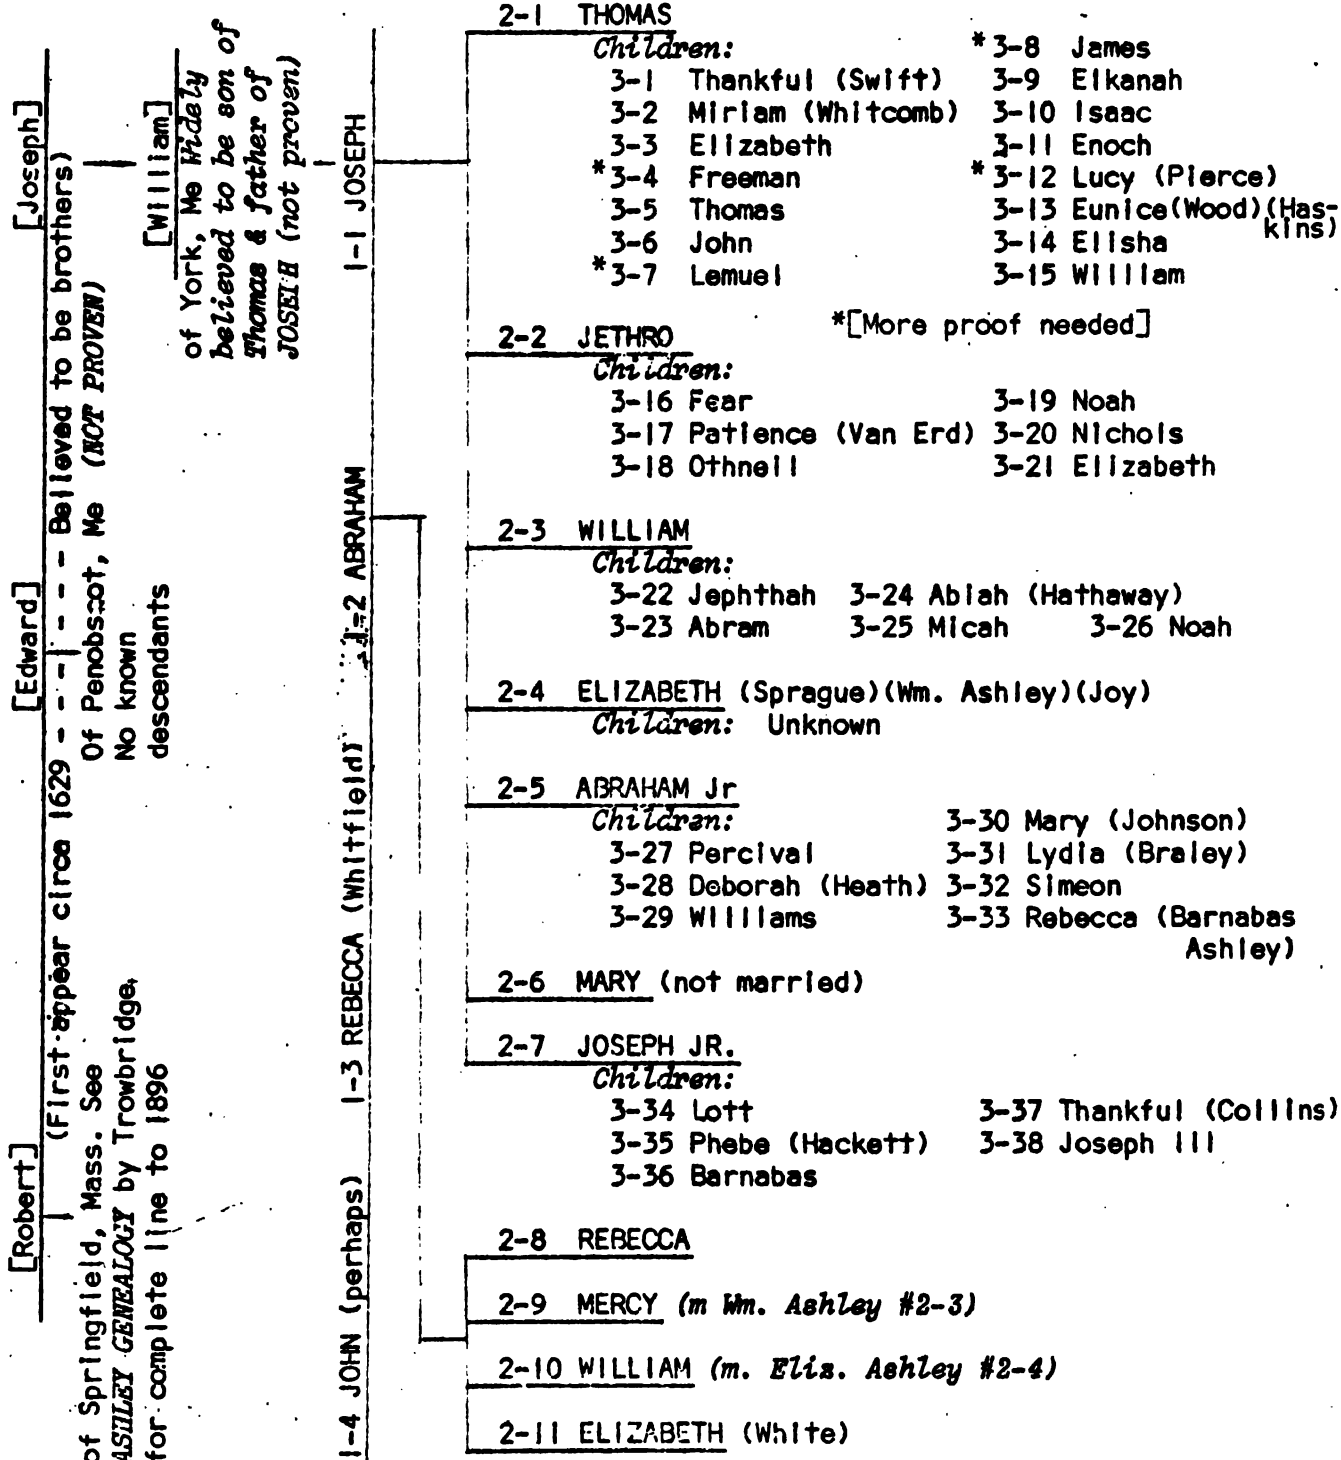 [Joseph]
[Edward]
[Robert]
(First appear circa 1629 - - - - - - Believed to be brothers)
Of Penobscot, Me (NOT PROVEN)
No known
descendants
of Springfield, Mass. See
ASHLEY GENEALOGY by Trowbridge,
for complete line to 1896
[William]
of York, Me Widely
believed to be son of
Thomas & father of
JOSEPH (not proven)
1-1 JOSEPH
1-2 ABRAHAM
1-3 REBECCA (Whitfield)
1-4 JOHN (perhaps)
2-1 THOMAS
Children:
3-1 Thankful (Swift)
3-2 Miriam (Whitcomb)
3-3 Elizabeth
*3-4 Freeman
3-5 Thomas
3-6 John
*3-7 Lemuel
*3-8 James
3-9 Elkanah
3-10 Isaac
3-11 Enoch
*3-12 Lucy (Pierce)
3-13 Eunice(Wood)(Has-
kins)
3-14 Elisha
3-15 William
*[More proof needed]
2-2 JETHRO
Children:
3-16 Fear
3-17 Patience (Van Erd)
3-18 Othneil
3-19 Noah
3-20 Nichols
3-21 Elizabeth
2-3 WILLIAM
Children:
3-22 Jephthah 3-24 Abiah (Hathaway)
3-23 Abram 3-25 Micah 3-26 Noah
2-4 ELIZABETH (Sprague)(Wm. Ashley)(Joy)
Children: Unknown
2-5 ABRAHAM Jr
Children:
3-27 Percival
3-28 Deborah (Heath)
3-29 Williams
3-30 Mary (Johnson)
3-31 Lydia (Braley)
3-32 Simeon
3-33 Rebecca (Barnabas
Ashley)
2-6 MARY (not married)
2-7 JOSEPH JR.
Children:
3-34 Lott
3-35 Phebe (Hackett)
3-36 Barnabas
3-37 Thankful (Collins)
3-38 Joseph III
2-8 REBECCA
2-9 MERCY (m Wm. Ashley #2-3)
2-10 WILLIAM (m. Eliz. Ashley #2-4)
2-11 ELIZABETH (White)